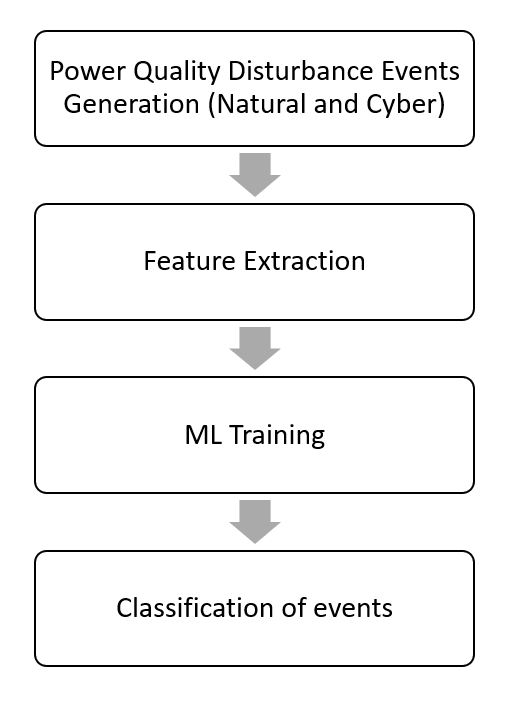 Power Quality Disturbance Events
Generation (Natural and Cyber)
Feature Extraction
ML Training
Classification of events